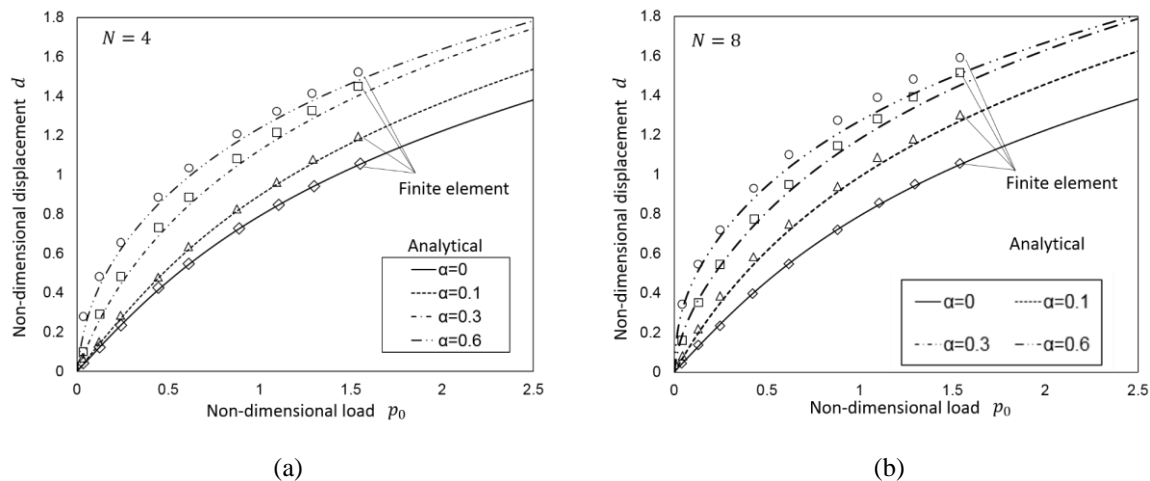 N = 4
Non-dimensional displacement d
1.8
1.6
1.4
1.2
1
0.8
0.6
0.4
0.2
0
0
0.5
1
1.5
2
2.5
Non-dimensional load p₀
Finite element
Analytical
α=0
α=0.1
α=0.3
α=0.6
(a)
N = 8
Non-dimensional displacement d
1.8
1.6
1.4
1.2
1
0.8
0.6
0.4
0.2
0
0
0.5
1
1.5
2
2.5
Non-dimensional load p₀
Finite element
Analytical
α=0 α=0.1
α=0.3 α=0.6
(b)